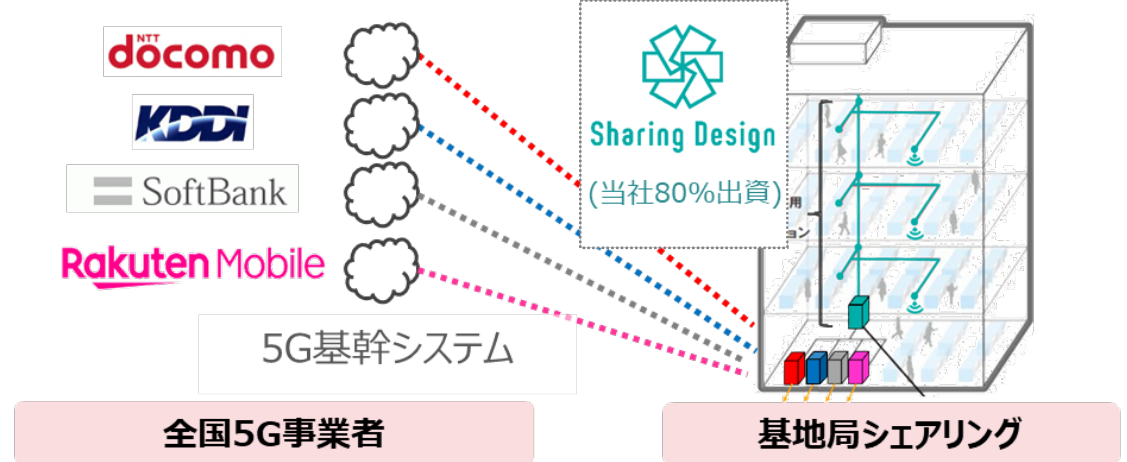 NTT
döcomo
KDDI
SoftBank
Rakuten Mobile
5G基幹システム
全国5G事業者
Sharing Design
(当社80%出資)
用
ョン
基地局シェアリング